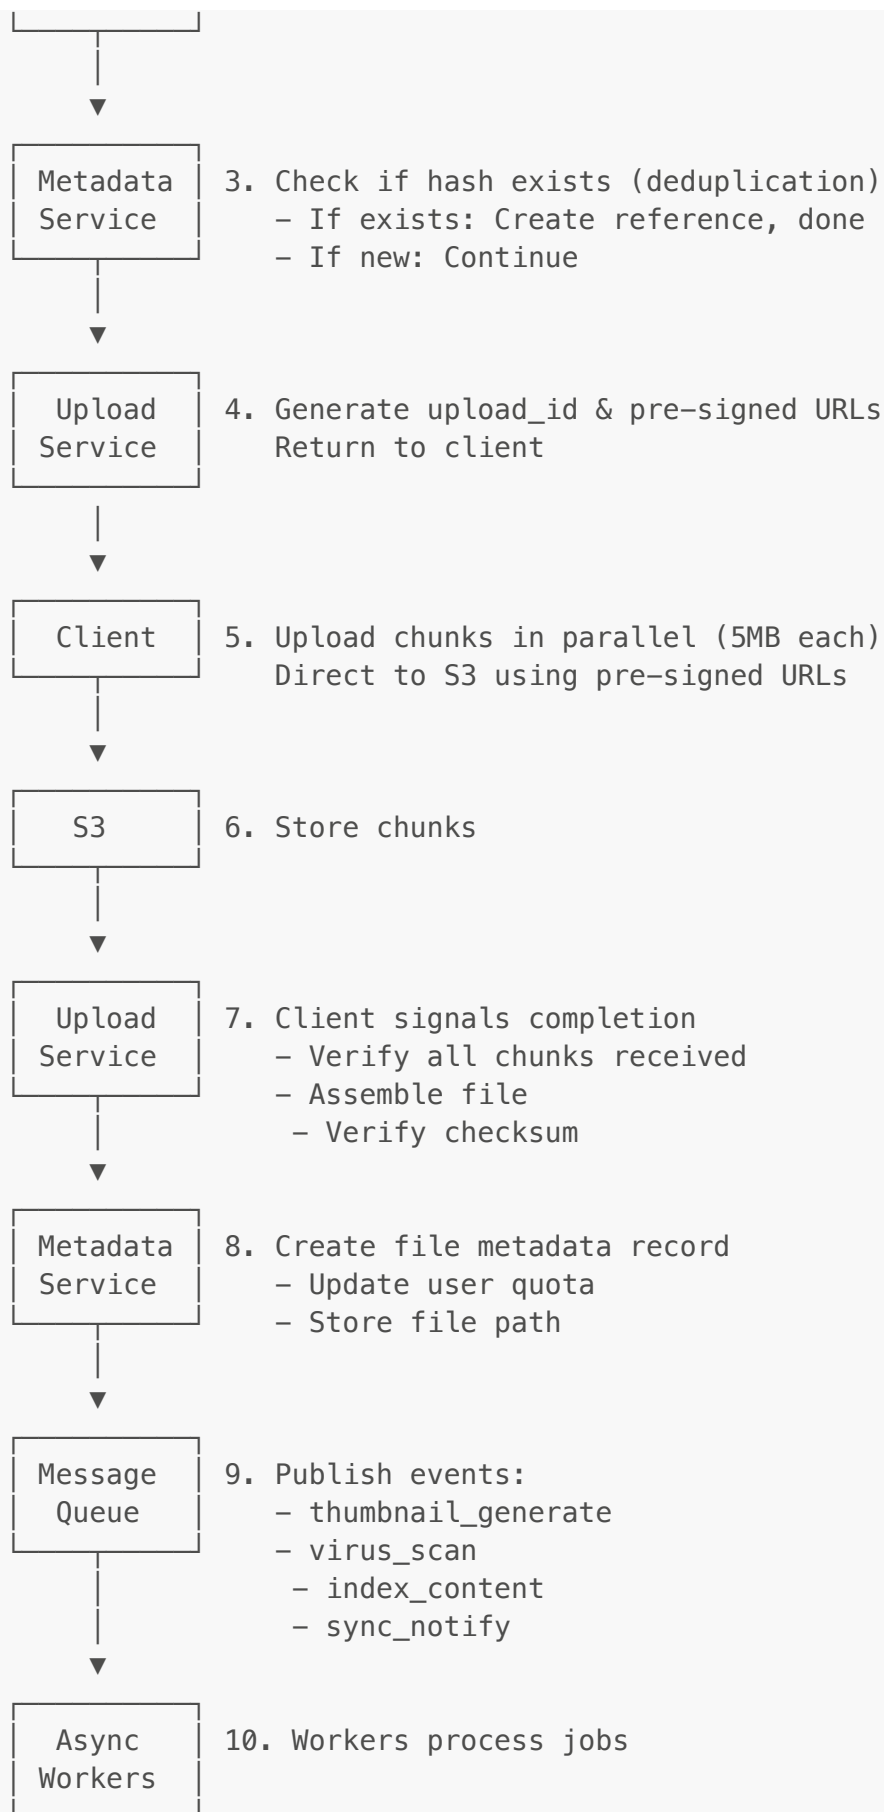 Metadata 3. Check if hash exists (deduplication)
Service – If exists: Create reference, done
– If new: Continue
Upload 4. Generate upload_id & pre–signed URLs
Service Return to client
Client 5. Upload chunks in parallel (5MB each)
Direct to S3 using pre–signed URLs
S3 6. Store chunks
Upload 7. Client signals completion
Service – Verify all chunks received
– Assemble file
– Verify checksum
Metadata 8. Create file metadata record
Service – Update user quota
– Store file path
Message 9. Publish events:
Queue – thumbnail_generate
– virus_scan
– index_content
– sync_notify
Async 10. Workers process jobs
Workers